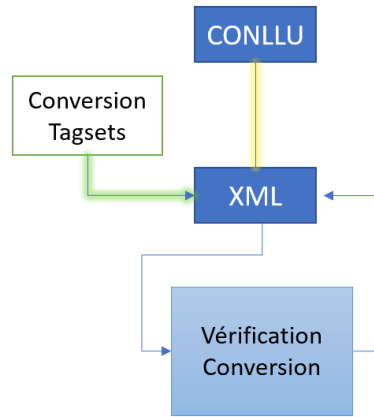 CONLLU
Conversion
Tagsets
XML
Vérification
Conversion